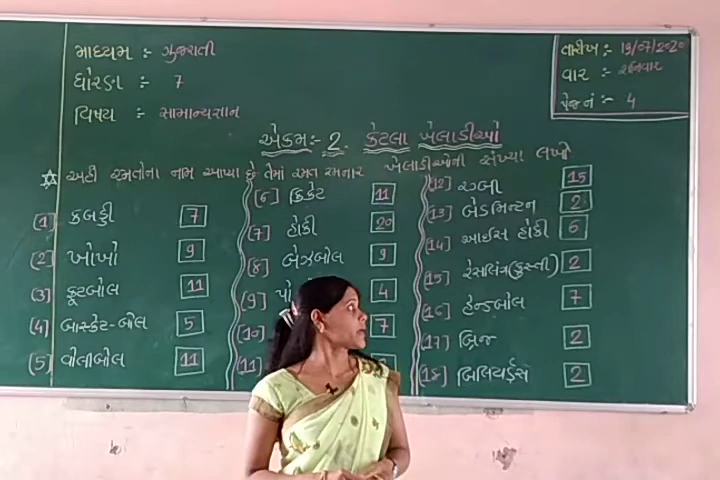 માધ્યમ :- ગુજરાતી
ધોરણ :- 7
વિષય :- સામાન્યજ્ઞાન
તારીખ :- 19/07/2020
વાર :- શનિવાર
પેજ નં :- 4
એકમ:- 2. કેટલા ખેલાડીઓ
અહીં રમતોના નામ આપ્યા છે તેમાં રમત રમનાર ખેલાડીઓની સંખ્યા લખો
(1) કબડ્ડી 7
(2) ખોખો 9
(3) ફૂટબોલ 11
(4) બાસ્કેટ-બોલ 5
(5) વોલીબોલ 11
(6) ક્રિકેટ 11
(7) હોકી 20
(8) બેઝબોલ 9
(9) પો 4
(10) 7
(11)
(12) રગ્બી 15
(13) બેડમિન્ટન 2
(14) આઈસ હોકી 6
(15) રેસલિંગ(કુસ્તી) 2
(16) હેન્ડબોલ 7
(17) બ્રિજ 2
(18) બિલિયર્ડ્સ 2